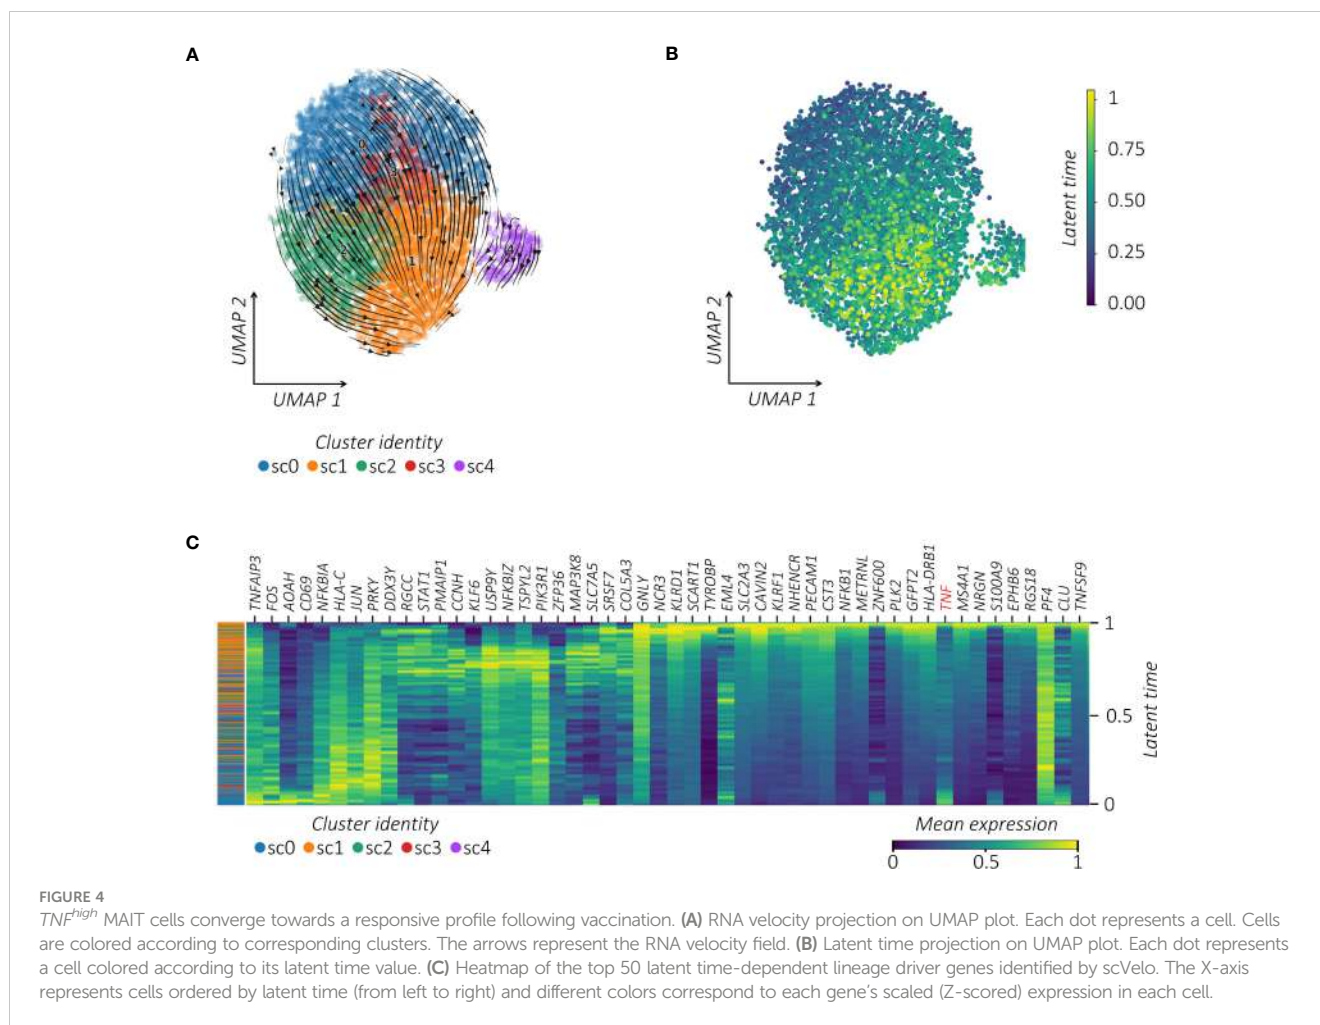 A
B
0
3
2
1
4
UMAP 2
UMAP 1
UMAP 2
UMAP 1
Latent time
1
0.75
0.50
0.25
0.00
Cluster identity
sc0 sc1 sc2 sc3 sc4
C
TNFAIP3 FOS AOAH CD69 NFKBIA HLA-C JUN PRKY DDX3Y RGCC STAT1 PMAIP1 CCNH KLF6 USP9Y NFKBIZ TSPYL2 PIK3R1 ZFP36 MAP3K8 SLC7A5 SRSF7 COL5A3 GNLY NCR3 KLRD1 SCART1 TYROBP EML4 SLC2A3 CAVIN2 KLRF1 NHENCR PECAM1 CST3 NFKB1 METRNL ZNF600 PLK2 GFPT2 HLA-DRB1 TNF MS4A1 NRGN S100A9 EPHB6 RGS18 PF4 CLU TNFSF9
1
0.5
0
Latent time
Cluster identity
sc0 sc1 sc2 sc3 sc4
Mean expression
0 0.5 1
FIGURE 4
TNFhigh MAIT cells converge towards a responsive profile following vaccination. (A) RNA velocity projection on UMAP plot. Each dot represents a cell. Cells
are colored according to corresponding clusters. The arrows represent the RNA velocity field. (B) Latent time projection on UMAP plot. Each dot represents
a cell colored according to its latent time value. (C) Heatmap of the top 50 latent time-dependent lineage driver genes identified by scVelo. The X-axis
represents cells ordered by latent time (from left to right) and different colors correspond to each gene's scaled (Z-scored) expression in each cell.